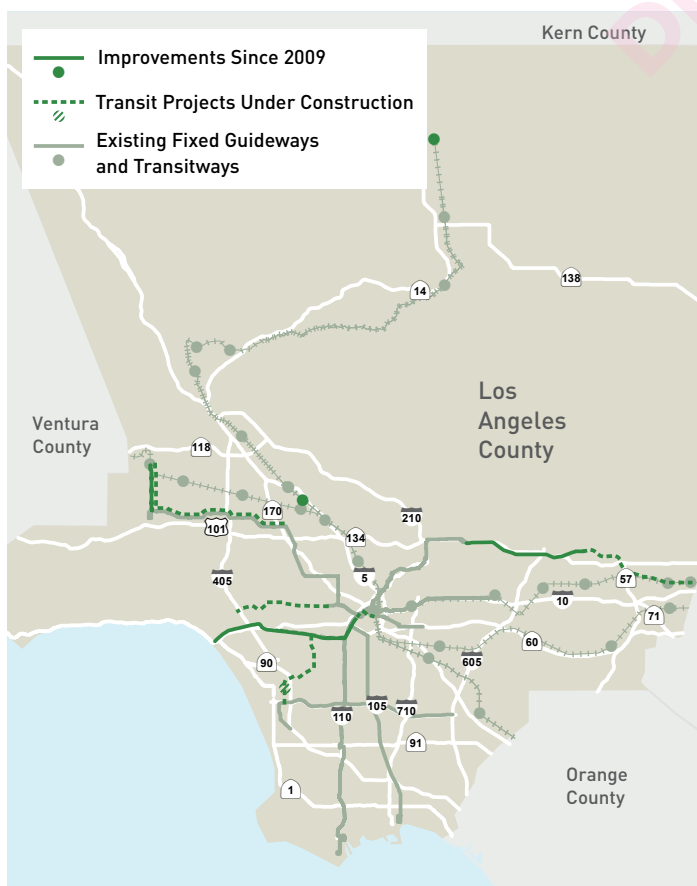 Kern County
Improvements Since 2009
Transit Projects Under Construction
Existing Fixed Guideways
and Transitways
138
14
Los
Angeles
County
Ventura
County
118
170
210
101
134
5
405
57
10
71
60
605
90
105
710
110
91
1
Orange
County